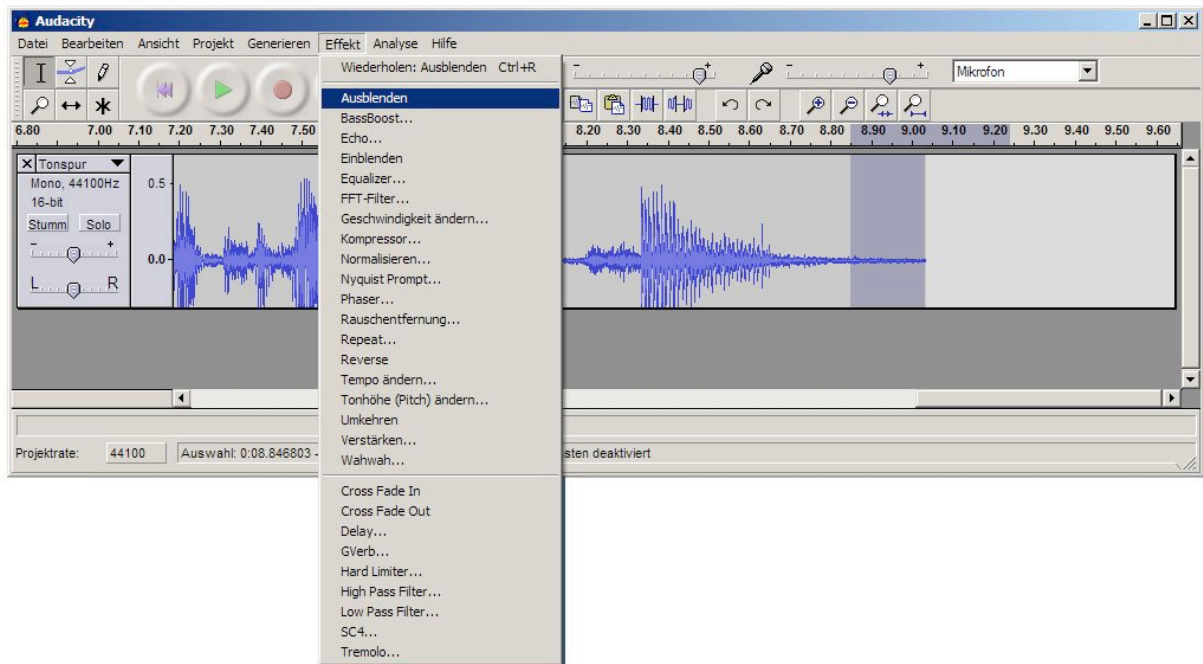 Audacity
Datei Bearbeiten Ansicht Projekt Generieren Effekt Analyse Hilfe
Mikrofon
6.80 7.00 7.10 7.20 7.30 7.40 7.50 8.20 8.30 8.40 8.50 8.60 8.70 8.80 8.90 9.00 9.10 9.20 9.30 9.40 9.50 9.60
Tonspur
Mono, 44100Hz
16-bit
Stumm Solo
- +
L R
0.5
0.0
Wiederholen: Ausblenden Ctrl+R
Ausblenden
BassBoost...
Echo...
Einblenden
Equalizer...
FFT-Filter...
Geschwindigkeit ändern...
Kompressor...
Normalisieren...
Nyquist Prompt...
Phaser...
Rauschentfernung...
Repeat...
Reverse
Tempo ändern...
Tonhöhe (Pitch) ändern...
Umkehren
Verstärken...
Wahwah...
Cross Fade In
Cross Fade Out
Delay...
GVerb...
Hard Limiter...
High Pass Filter...
Low Pass Filter...
SC4...
Tremolo...
Projektrate: 44100 Auswahl: 0:08.846803 - sten deaktiviert